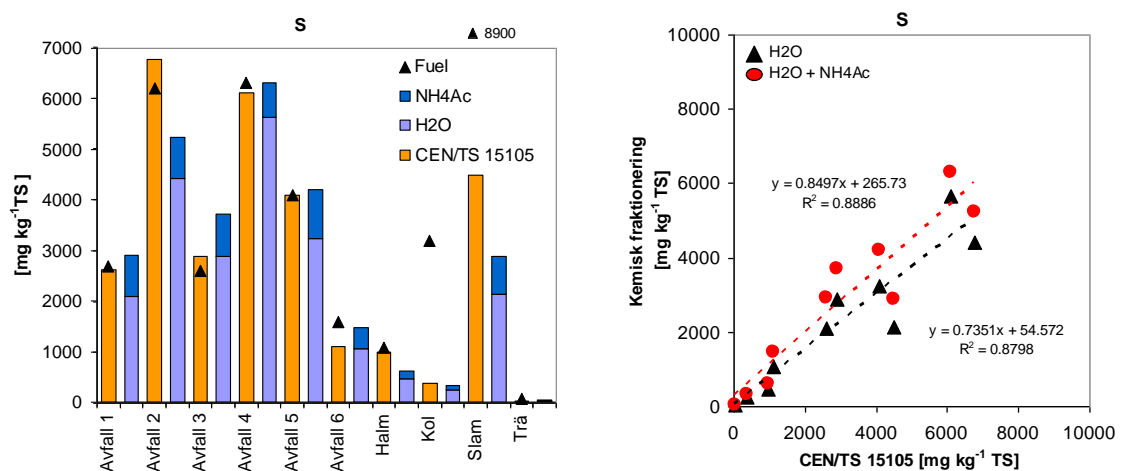 S
7000
6000
5000
4000
3000
2000
1000
0
[mg kg-1TS ]
8900
Fuel
NH4Ac
H2O
CEN/TS 15105
Avfall 1
Avfall 2
Avfall 3
Avfall 4
Avfall 5
Avfall 6
Halm
Kol
Slam
Trä
S
10000
8000
6000
4000
2000
0
Kemisk fraktionering
[mg kg-1 TS]
H2O
H2O + NH4Ac
y = 0.8497x + 265.73
R2 = 0.8886
y = 0.7351x + 54.572
R2 = 0.8798
0 2000 4000 6000 8000 10000
CEN/TS 15105 [mg kg-1 TS]